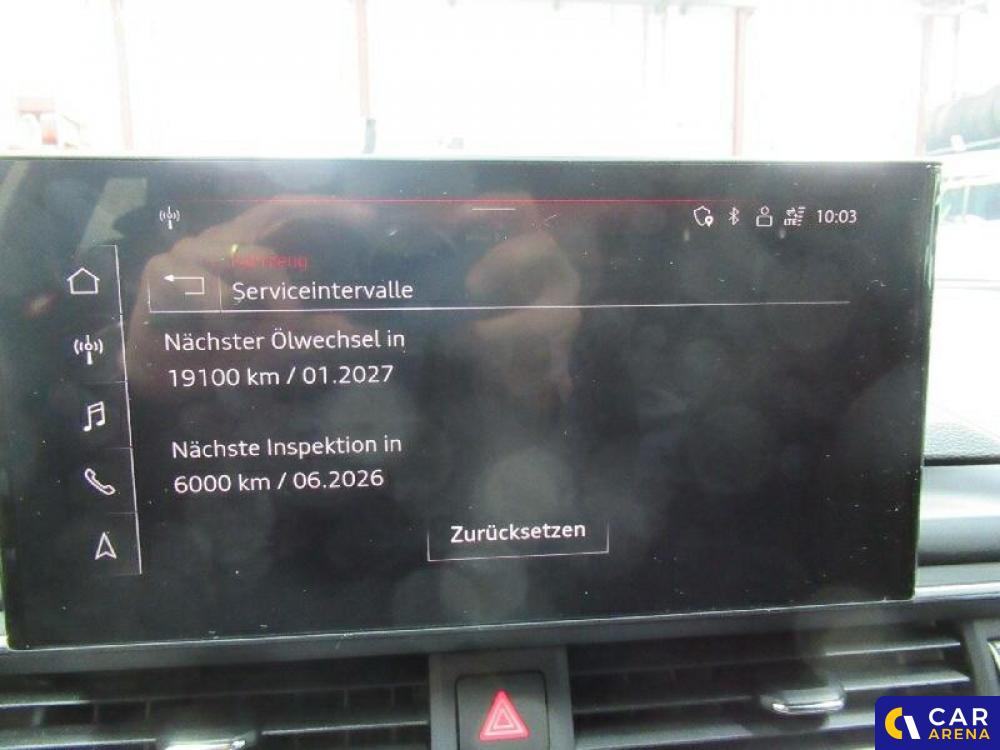 10:03
Fahrzeug
Serviceintervalle
Nächster Ölwechsel in
19100 km / 01.2027
Nächste Inspektion in
6000 km / 06.2026
Zurücksetzen
CAR
ARENA